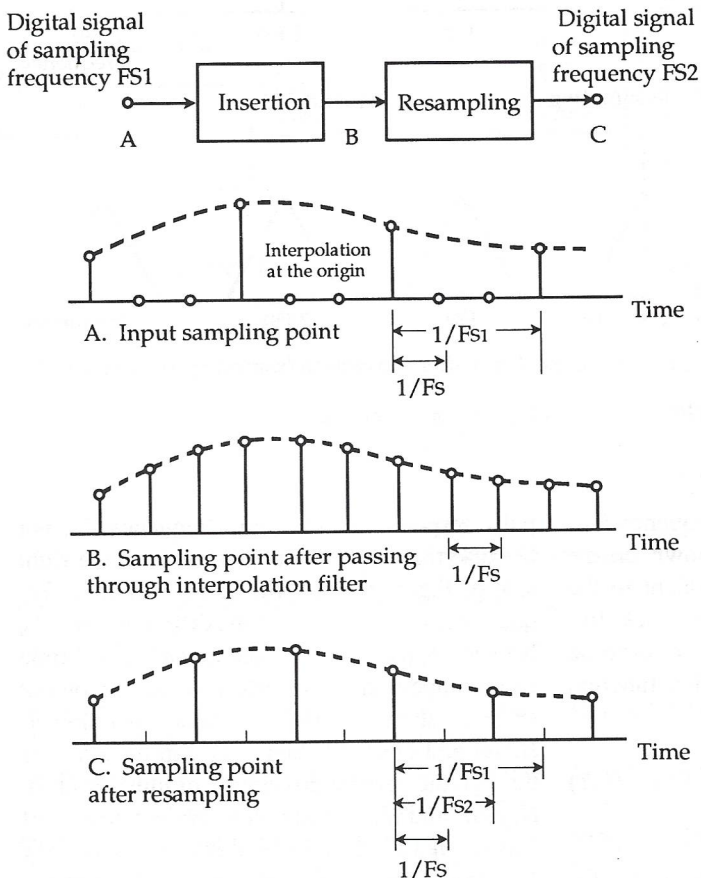 Digital signal
of sampling
frequency FS1
Digital signal
of sampling
frequency FS2
Insertion
Resampling
A
B
C
Interpolation
at the origin
Time
A. Input sampling point
1/FS1
1/FS
Time
B. Sampling point after passing
through interpolation filter
1/FS
Time
C. Sampling point
after resampling
1/FS1
1/FS2
1/FS